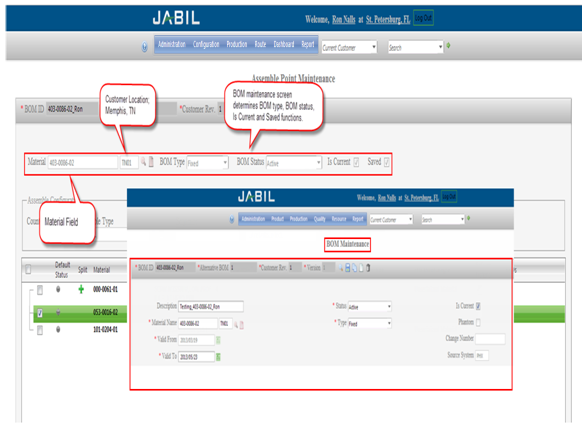 JABIL
Welcome, Ron Nalls at St. Petersburg, FL Log Out
Administration Configuration Production Route Dashboard Report Current Customer Search
Assemble Point Maintenance
* BOM ID 403-0086-02_Ron *Customer Rev. 1
Customer Location;
Memphis, TN
BOM maintenance screen
determines BOM type, BOM status,
Is Current and Saved functions.
Material 403-0086-02 TN01 BOM Type Fixed BOM Status Active Is Current Saved
Assemble Configurati
Coun
le Type
Material Field
Default
Status Split Material
000-0061-01
053-0016-02
101-0204-01
JABIL
Welcome, Ron Nalls at St. Petersburg, FL
Administration Product Production Quality Resource Report Current Customer Search
BOM Maintenance
* BOM ID 403-0086-02_Ron *Alternative BOM 1 *Customer Rev. 1 * Version 1
Description Testing_403-0086-02_Ron * Status Active Is Current
* Material Name 403-0086-02 TN01 * Type Fixed Phantom
* Valid From 2012/03/19 Change Number
* Valid To 2012/05/23 Source System